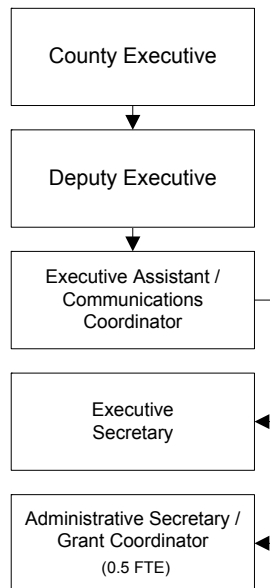 County Executive
Deputy Executive
Executive Assistant /
Communications
Coordinator
Executive
Secretary
Administrative Secretary /
Grant Coordinator
(0.5 FTE)